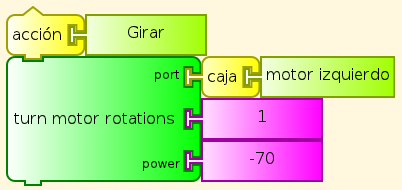 acción Girar
port caja motor izquierdo
turn motor rotations 1
power -70